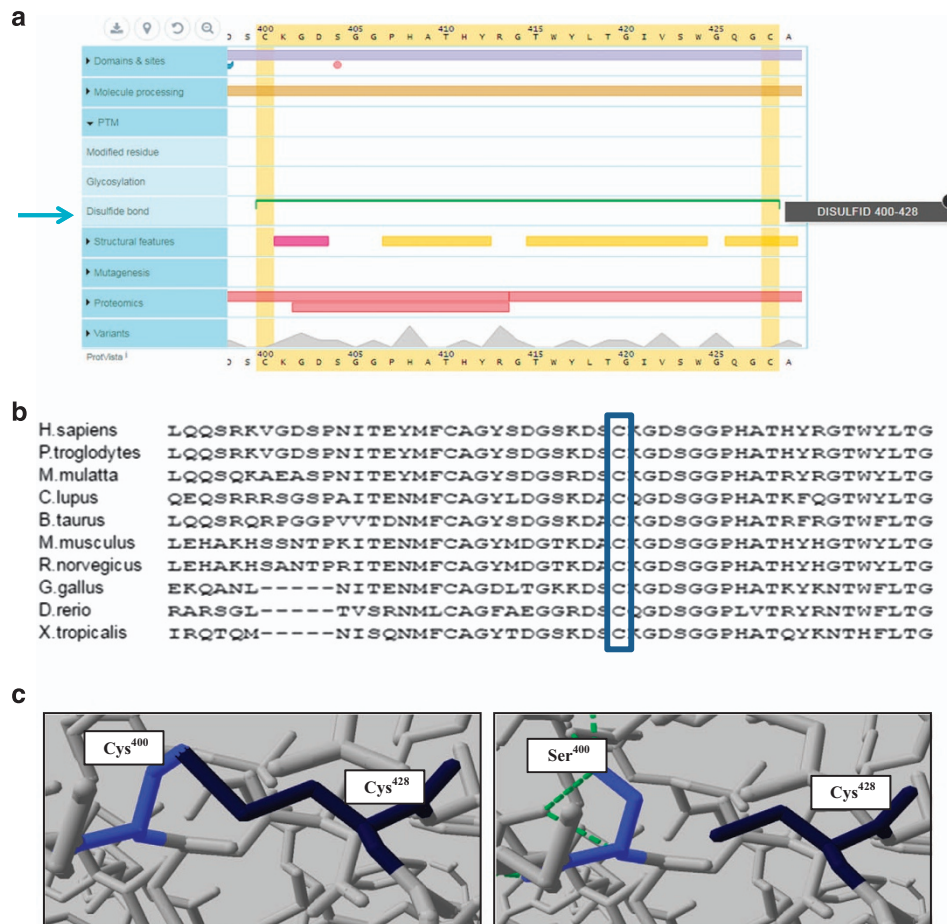 a
400 405 410 415 420 425
C K G D S G G P H A T H Y R G T W Y L T G I V S W G Q G C A
Domains & sites
Molecule processing
PTM
Modified residue
Glycosylation
Disulfide bond
DISULFID 400-428
Structural features
Mutagenesis
Proteomics
Variants
ProtVista i
400 405 410 415 420 425
S C K G D S G G P H A T H Y R G T W Y L T G I V S W G Q G C A
b
H.sapiens LQQSRKVGDSPNITEYMFCAGYSDGSKDSCKGDSGGPHATHYRGTWYLTG
P.troglodytes LQQSRKVGDSPNITEYMFCAGYSDGSKDSCKGDSGGPHATHYRGTWYLTG
M.mulatta LQQSQKAEASPNITEYMFCAGYSDGSRDSCKGDSGGPHATRYRGTWYLTG
C.lupus QEQSRRRSGSPAITENMFCAGYLDGSKDACQGDSGGPHATKFQGTWYLTG
B.taurus LQQSRQRPGGPVVTDNMFCAGYSDGSKDACKGDSGGPHATRFRGTWFLTG
M.musculus LEHAKHSSNTPKITENMFCAGYMDGTKDACKGDSGGPHATHYHGTWYLTG
R.norvegicus LEHAKHSANTPRITENMFCAGYMDGTKDACKGDSGGPHATHYHGTWYLTG
G.gallus EKQANL-----NITENMFCAGDLTGKKDSCKGDSGGPHATKYKNTWFLTG
D.rerio RARSGL-----TVSRNMLCAGFAEGGRDSCQGDSGGPLVTRYRNTWFLTG
X.tropicalis IRQTQM-----NISQNMFCAGYTDGSKDSCKGDSGGPHATQYKNTHFLTG
c
Cys400
Cys428
Ser400
Cys428